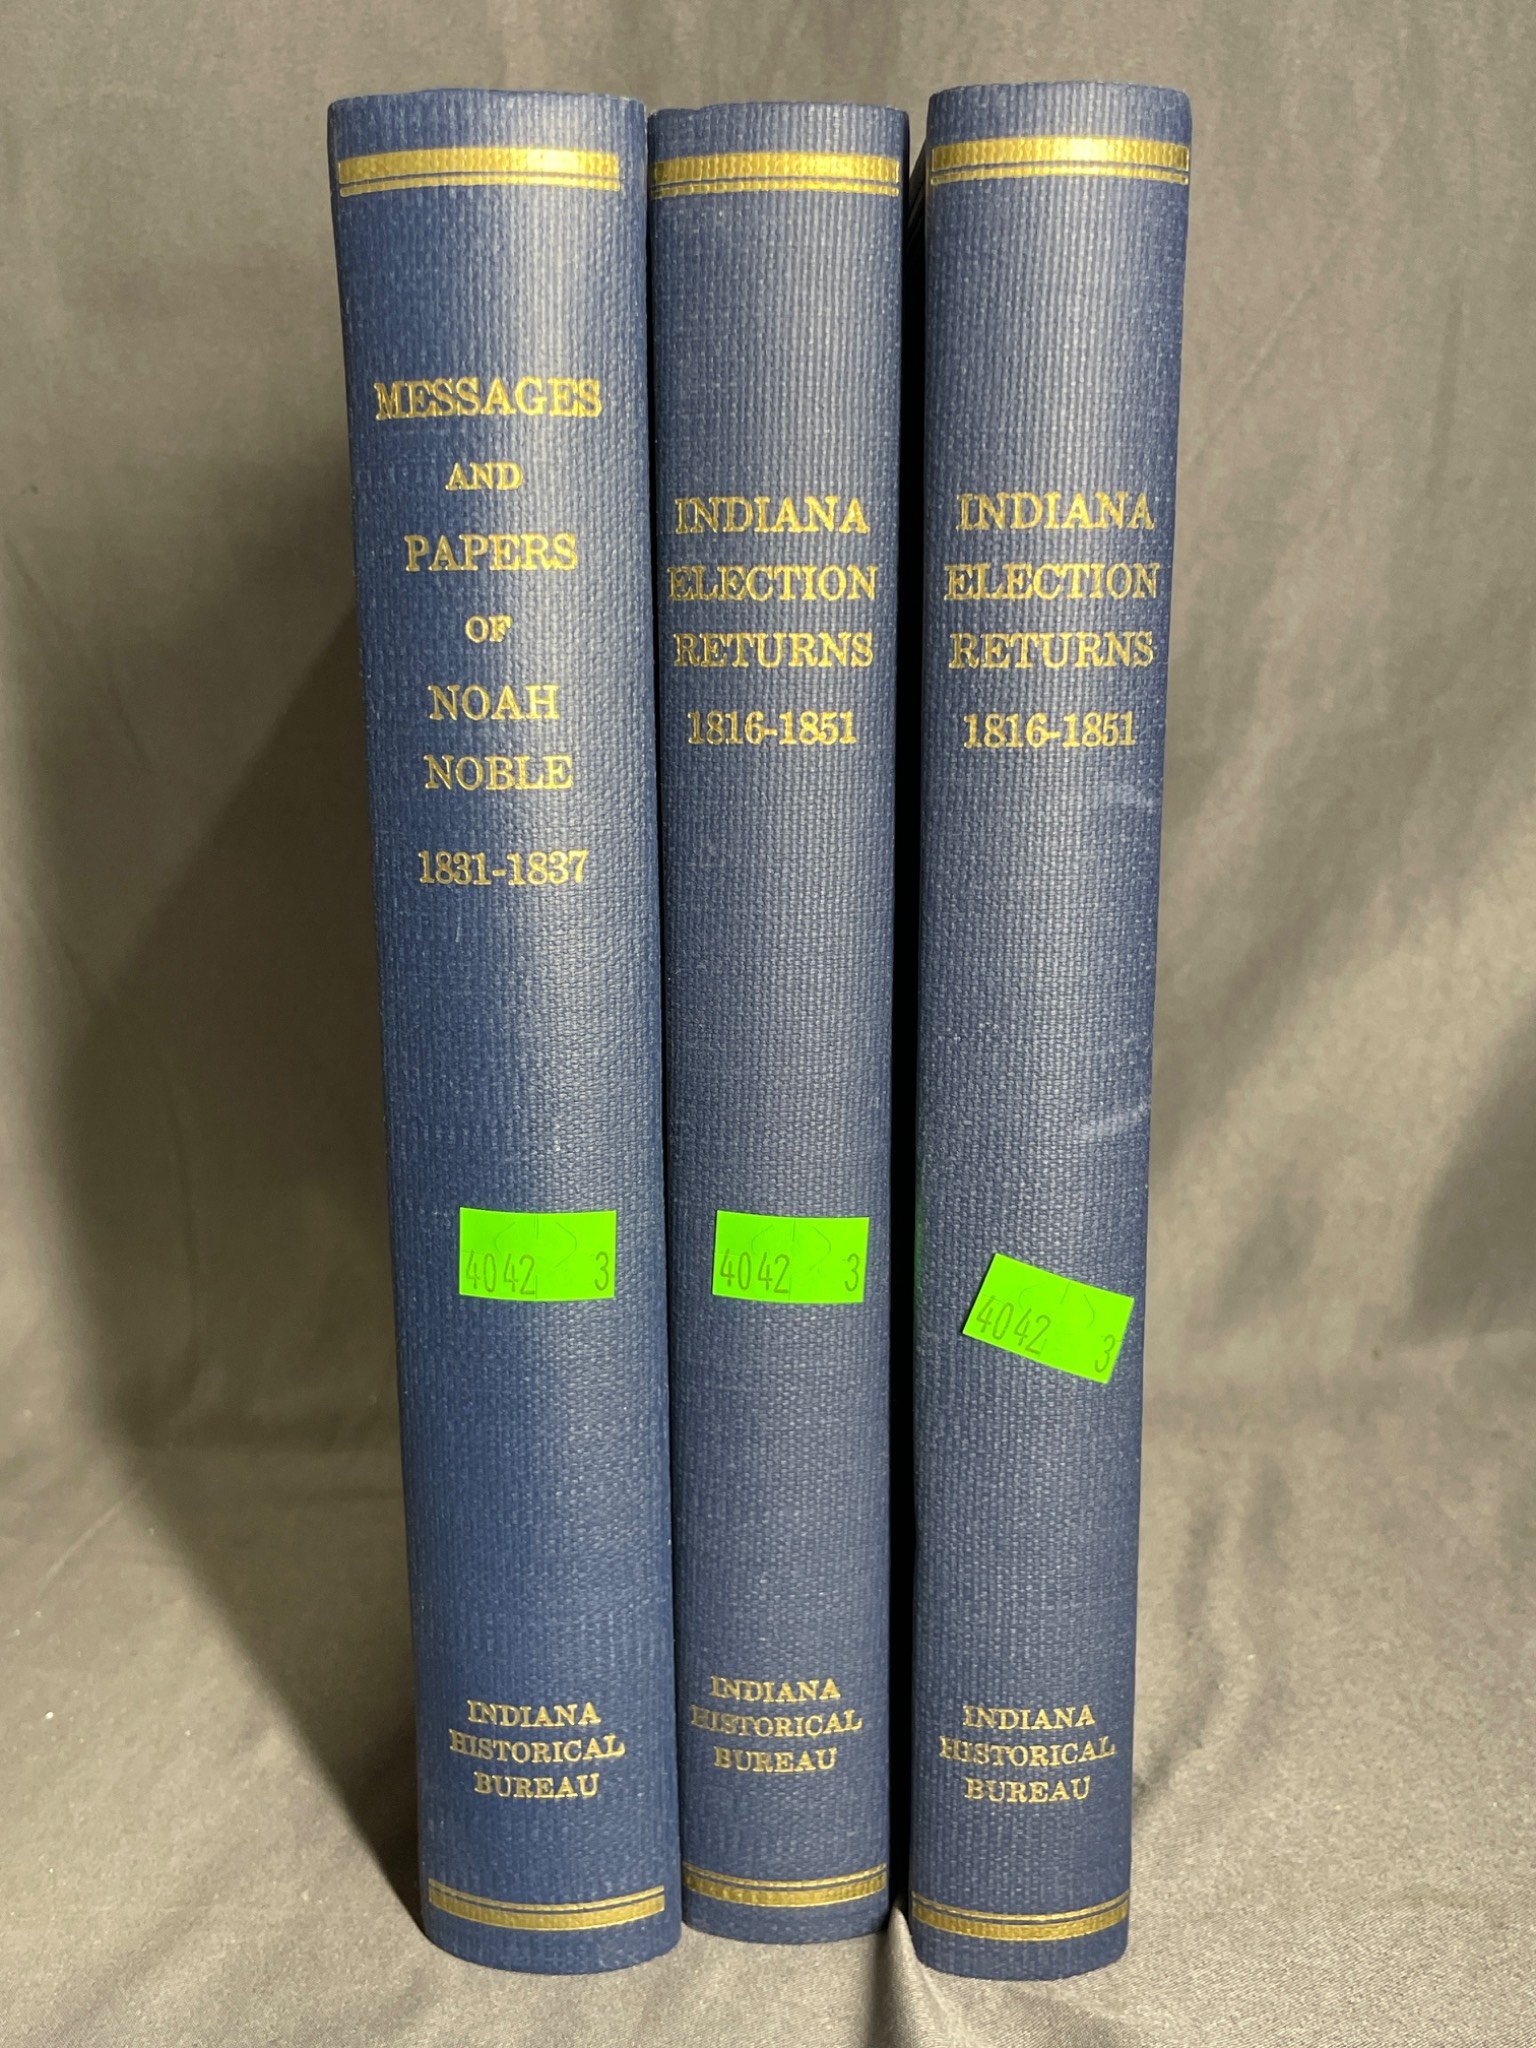 MESSAGES
AND
PAPERS
OF
NOAH
NOBLE
1831-1837
4042 3
INDIANA
HISTORICAL
BUREAU
INDIANA
ELECTION
RETURNS
1816-1851
4042 3
INDIANA
HISTORICAL
BUREAU
INDIANA
ELECTION
RETURNS
1816-1851
4042 3
INDIANA
HISTORICAL
BUREAU